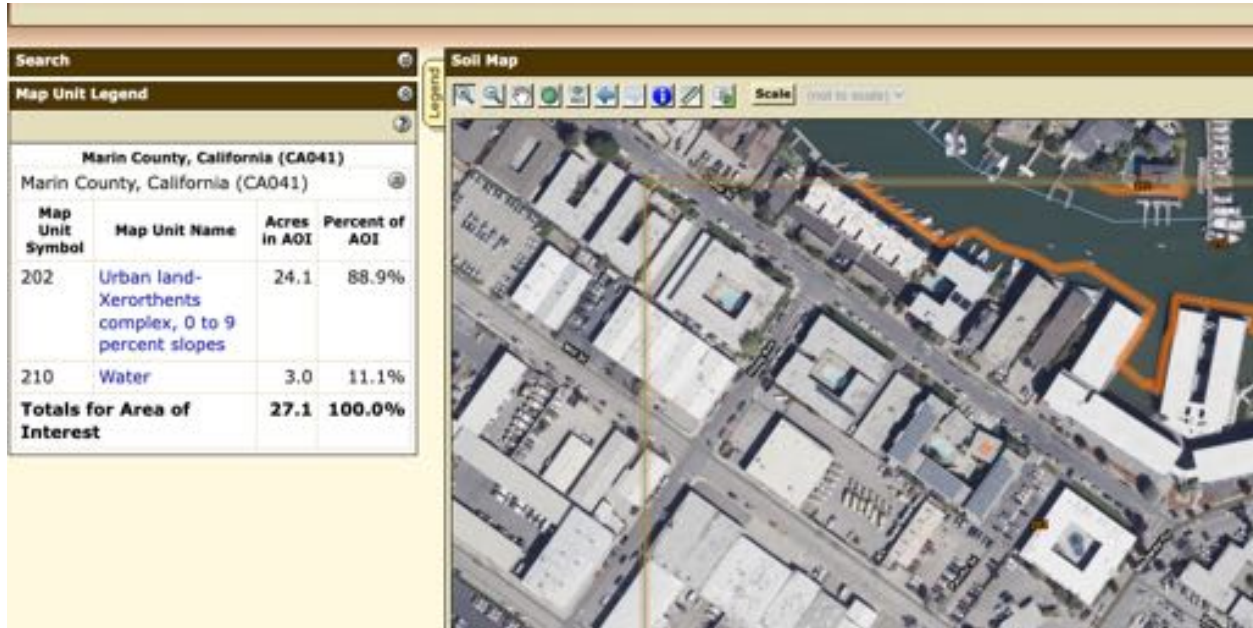 Search
Map Unit Legend
Marin County, California (CA041)
Marin County, California (CA041)
Map Unit Symbol
Map Unit Name
Acres in AOI
Percent of AOI
202
Urban land-
Xerorthents
complex, 0 to 9
percent slopes
24.1
88.9%
210
Water
3.0
11.1%
Totals for Area of
Interest
27.1
100.0%
Legend
Soil Map
Scale
(not to scale)